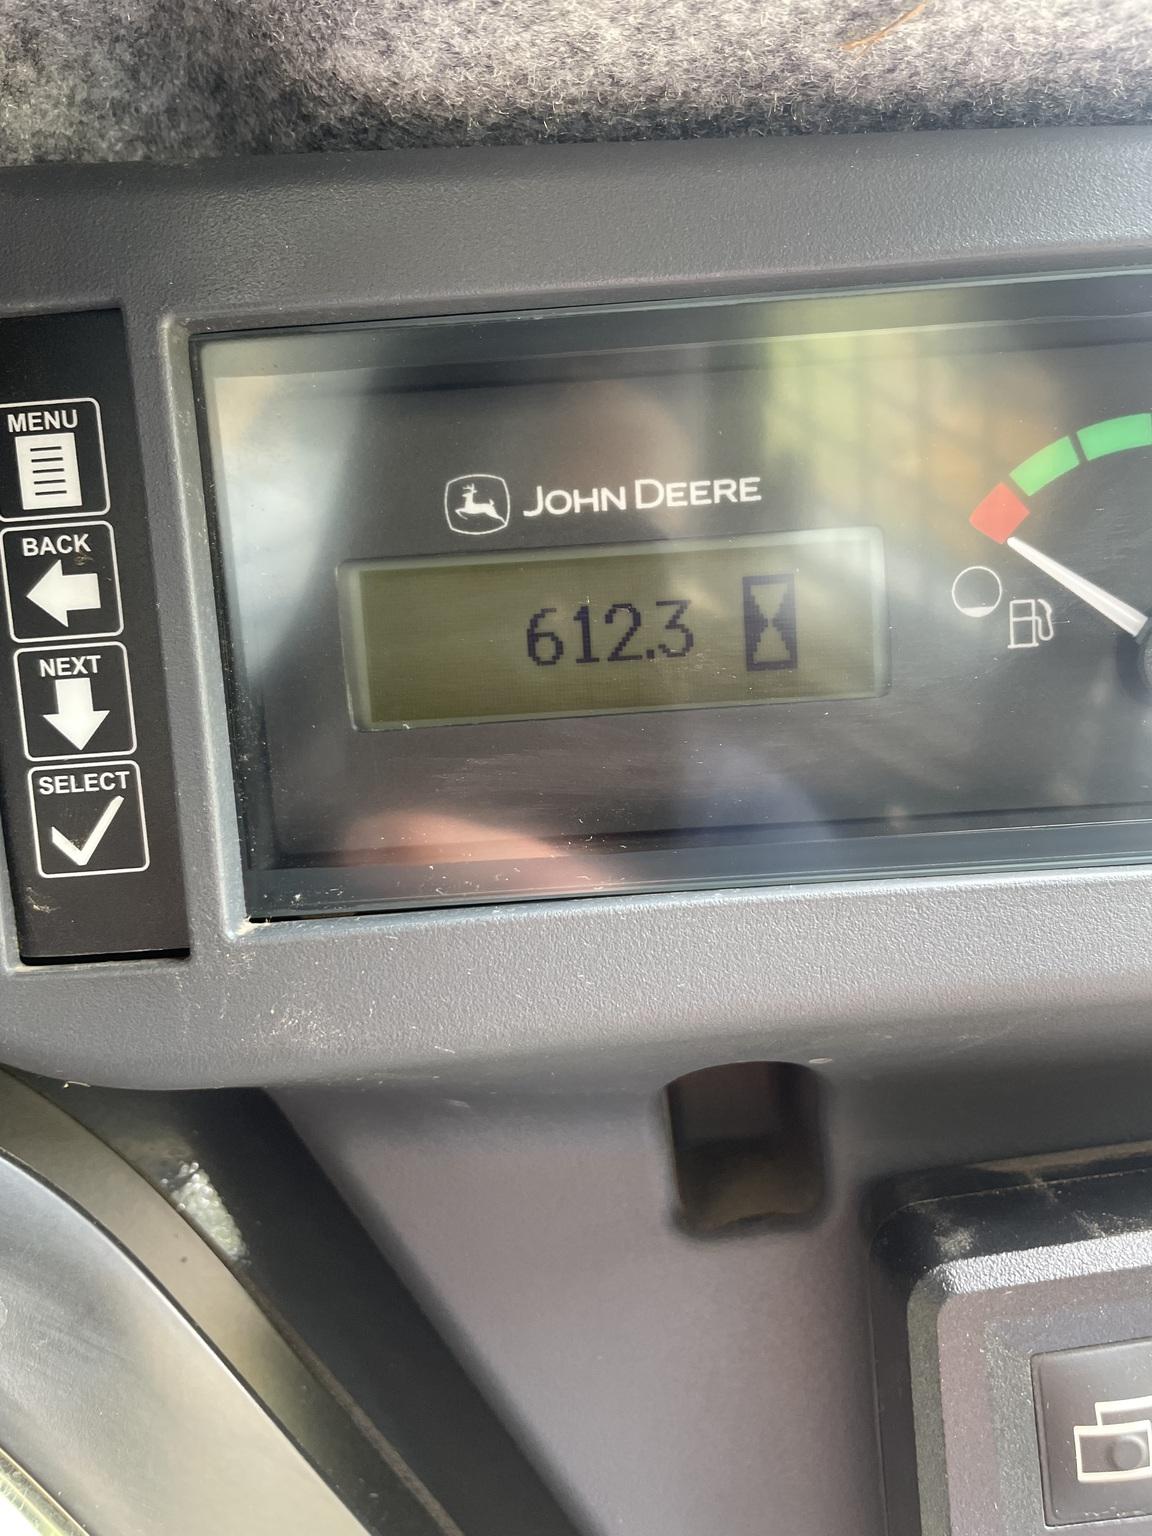 MENU
BACK
NEXT
SELECT
JOHN DEERE
612.3